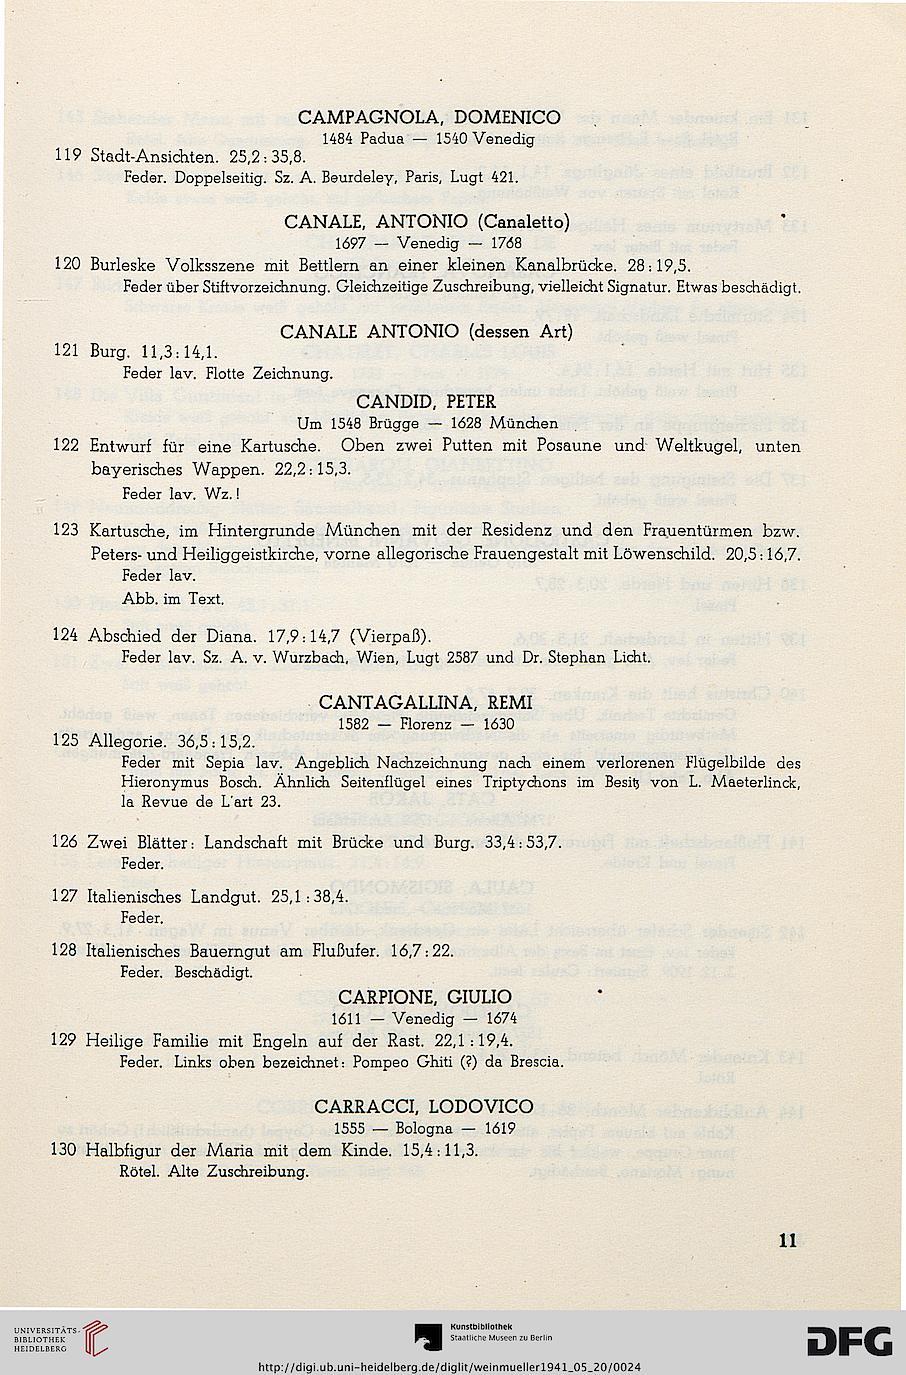 CAMPAGNOLA, DOMENICO
1484 Padua — 1540 Venedig
119 Stadt-Ansichten. 25,2 : 35,8.
Feder. Doppelseitig. Sz. A. Beurdeley, Paris, Lugt 421.
CANALE, ANTONIO (Canaletto)
1697 — Venedig — 1768
120 Burleske Volksszene mit Bettlern an einer kleinen Kanalbrücke. 28 : 19,5.
Feder über Stiftvorzeichnung. Gleichzeitige Zuschreibung, vielleicht Signatur. Etwas beschädigt.
CANALE ANTONIO (dessen Art)
121 Burg. 11,3 : 14,1.
Feder lav. Flotte Zeichnung.
CANDID, PETER
Um 1548 Brügge — 1628 München
122 Entwurf für eine Kartusche. Oben zwei Putten mit Posaune und Weltkugel, unten
bayerisches Wappen. 22,2 : 15,3.
Feder lav. Wz. !
123 Kartusche, im Hintergrunde München mit der Residenz und den Frauentürmen bzw.
Peters- und Heiliggeistkirche, vorne allegorische Frauengestalt mit Löwenschild. 20,5 : 16,7.
Feder lav.
Abb. im Text.
124 Abschied der Diana. 17,9 : 14,7 (Vierpaß).
Feder lav. Sz. A. v. Wurzbach, Wien, Lugt 2587 und Dr. Stephan Licht.
CANTAGALLINA, REMI
1582 — Florenz — 1630
125 Allegorie. 36,5 : 15,2.
Feder mit Sepia lav. Angeblich Nachzeichnung nach einem verlorenen Flügelbilde des
Hieronymus Bosch. Ähnlich Seitenflügel eines Triptychons im Besitz von L. Maeterlinck,
la Revue de L'art 23.
126 Zwei Blätter: Landschaft mit Brücke und Burg. 33,4 : 53,7.
Feder.
127 Italienisches Landgut. 25,1 : 38,4.
Feder.
128 Italienisches Bauerngut am Flußufer. 16,7 : 22.
Feder. Beschädigt.
CARPIONE, GIULIO
1611 — Venedig — 1674
129 Heilige Familie mit Engeln auf der Rast. 22,1 : 19,4.
Feder. Links oben bezeichnet: Pompeo Ghiti (?) da Brescia.
CARRACCI, LODOVICO
1555 — Bologna — 1619
130 Halbfigur der Maria mit dem Kinde. 15,4 : 11,3.
Rötel. Alte Zuschreibung.
11
UNIVERSITÄTS-
BIBLIOTHEK
HEIDELBERG
Kunstbibliothek
Staatliche Museen zu Berlin
DFG
http://digi.ub.uni-heidelberg.de/diglit/weinmueller1941_05_20/0024